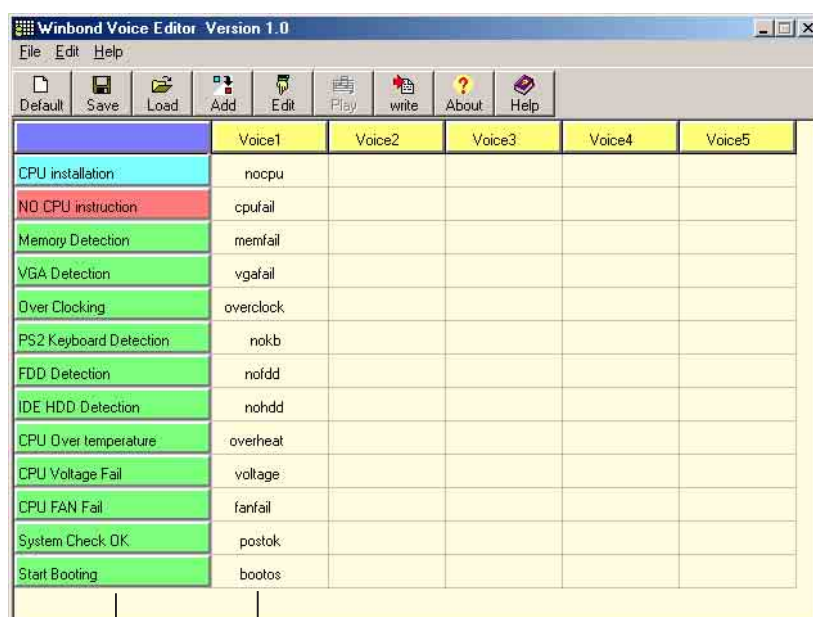 Winbond Voice Editor Version 1.0
File Edit Help
Default Save Load Add Edit Play write About Help
Voice1 Voice2 Voice3 Voice4 Voice5
CPU installation nocpu
NO CPU instruction cpufail
Memory Detection memfail
VGA Detection vgafail
Over Clocking overclock
PS2 Keyboard Detection nokb
FDD Detection nofdd
IDE HDD Detection nohdd
CPU Over temperature overheat
CPU Voltage Fail voltage
CPU FAN Fail fanfail
System Check OK postok
Start Booting bootos